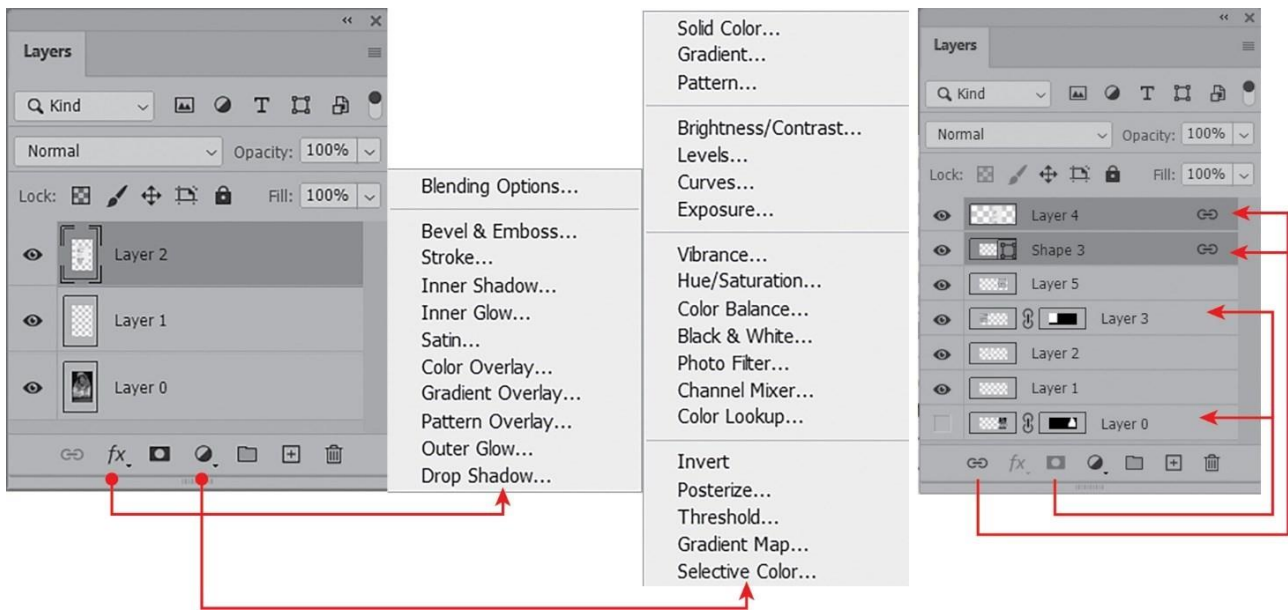 Layers
Kind
T
Normal
Opacity: 100%
Lock:
Fill: 100%
Layer 2
Layer 1
Layer 0
fx
Blending Options...
Bevel & Emboss...
Stroke...
Inner Shadow...
Inner Glow...
Satin...
Color Overlay...
Gradient Overlay...
Pattern Overlay...
Outer Glow...
Drop Shadow...
Solid Color...
Gradient...
Pattern...
Brightness/Contrast...
Levels...
Curves...
Exposure...
Vibrance...
Hue/Saturation...
Color Balance...
Black & White...
Photo Filter...
Channel Mixer...
Color Lookup...
Invert
Posterize...
Threshold...
Gradient Map...
Selective Color...
Layers
Kind
T
Normal
Opacity: 100%
Lock:
Fill: 100%
Layer 4
Shape 3
Layer 5
Layer 3
Layer 2
Layer 1
Layer 0
fx